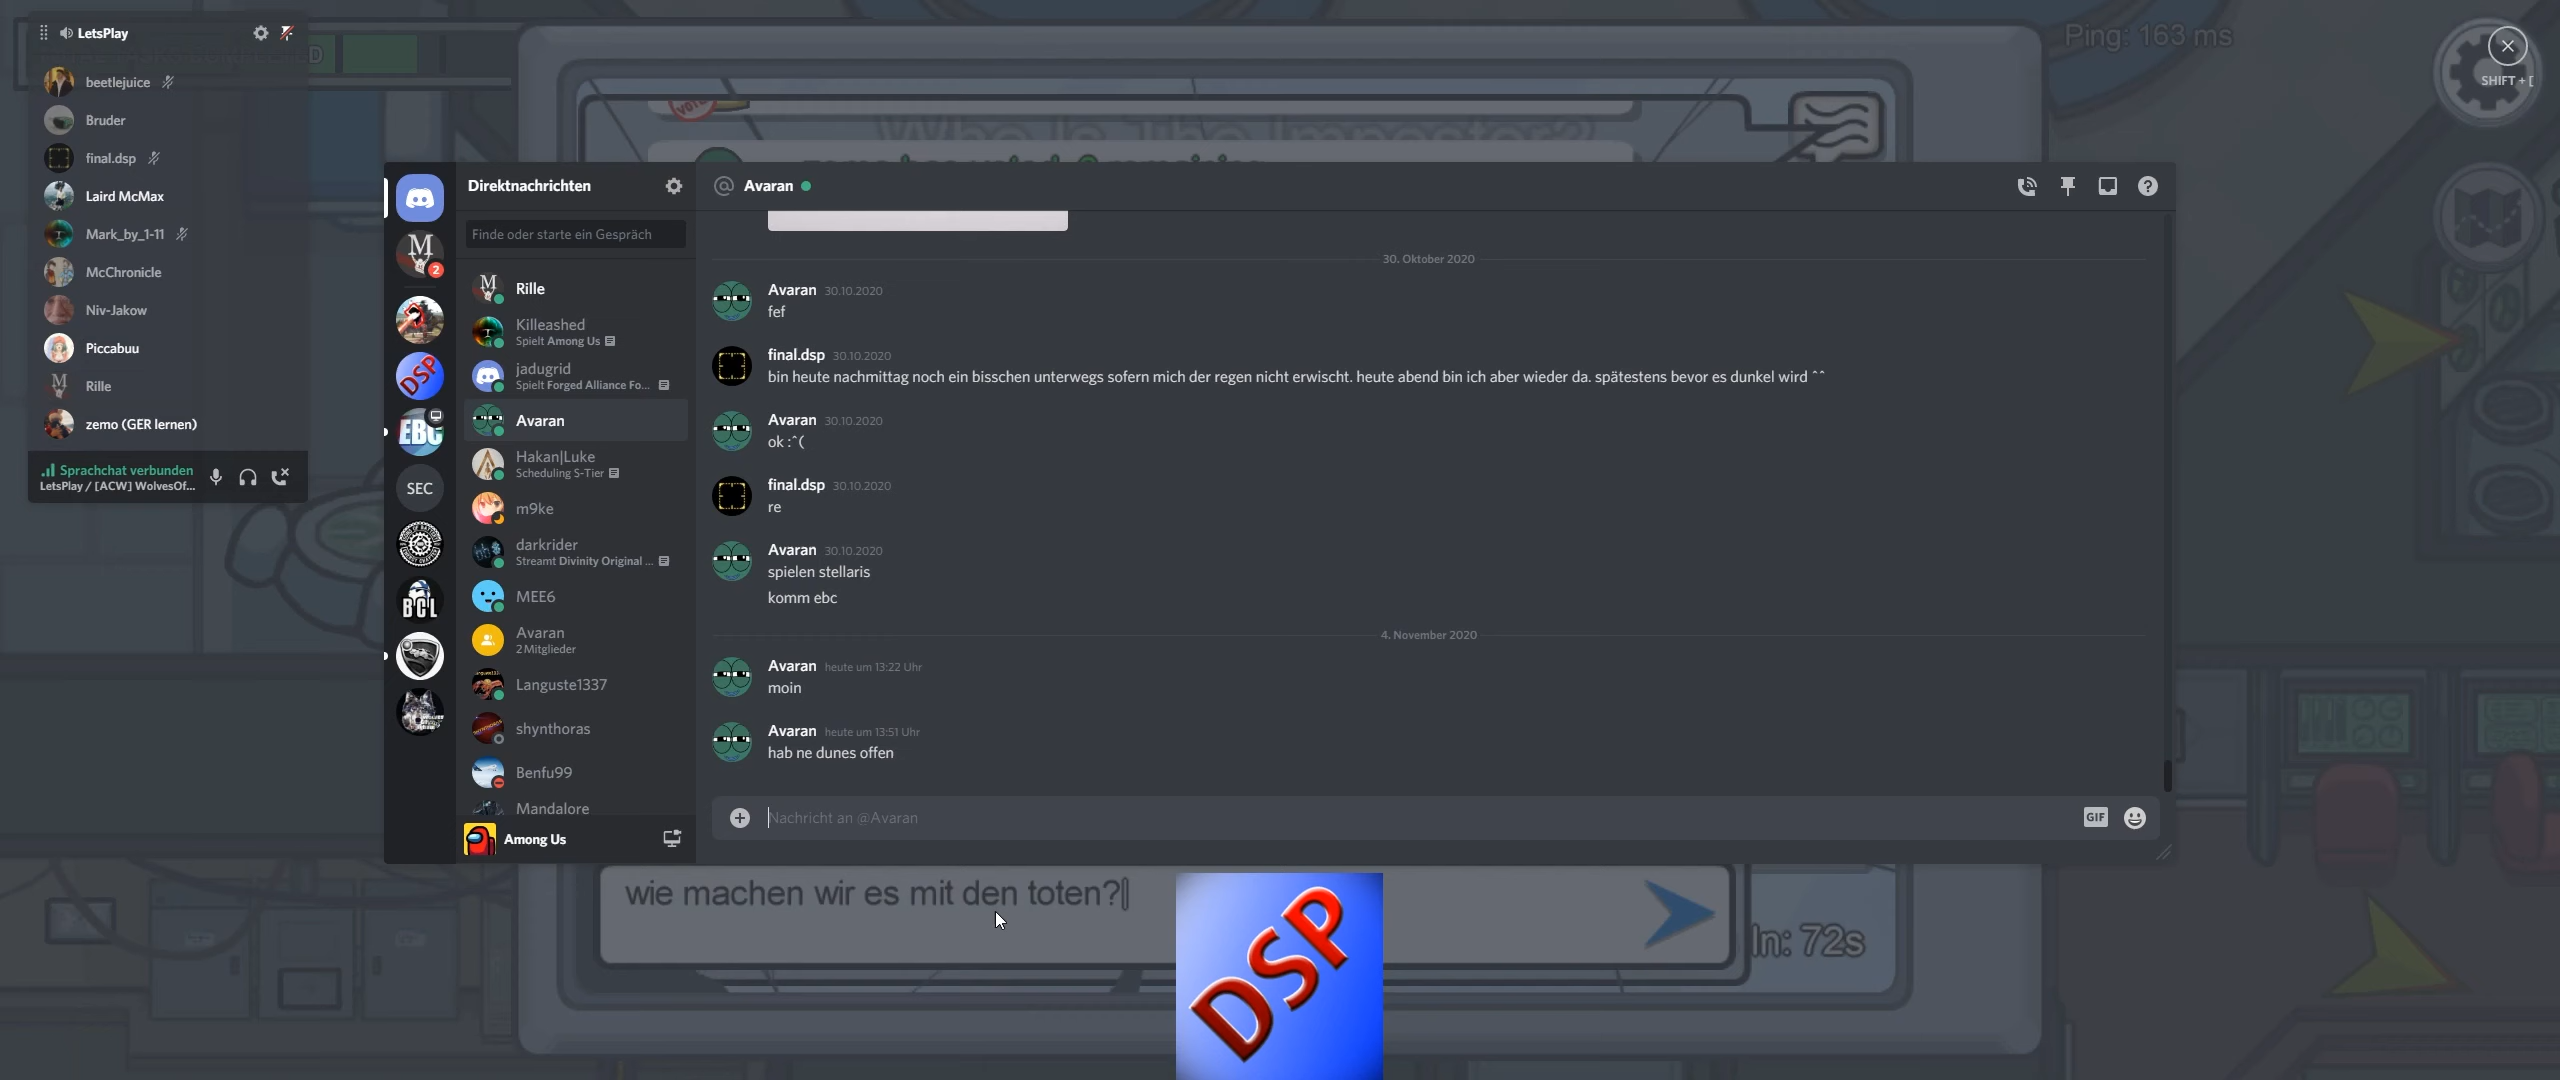 LetsPlay
beetlejuice
Bruder
final.dsp
Laird McMax
Mark_by_1-11
McChronicle
Niv-Jakow
Piccabuu
Rille
zemo (GER lernen)
Sprachchat verbunden
LetsPlay / [ACW] WolvesOf...
Ping: 163 ms
SHIFT + [
Who Is The Impostor?
M
2
DSP
EBC
SEC
BCL
Direktnachrichten
Finde oder starte ein Gespräch
Rille
Killeashed
Spielt Among Us
jadugrid
Spielt Forged Alliance Fo...
Avaran
Hakan|Luke
Scheduling S-Tier
m9ke
darkrider
Streamt Divinity Original ...
MEE6
Avaran
2 Mitglieder
Languste1337
shynthoras
Benfu99
Mandalore
Among Us
Avaran
30. Oktober 2020
Avaran 30.10.2020
fef
final.dsp 30.10.2020
bin heute nachmittag noch ein bisschen unterwegs sofern mich der regen nicht erwischt. heute abend bin ich aber wieder da. spätestens bevor es dunkel wird ^^
Avaran 30.10.2020
ok :^(
final.dsp 30.10.2020
re
Avaran 30.10.2020
spielen stellaris
komm ebc
4. November 2020
Avaran heute um 13:22 Uhr
moin
Avaran heute um 13:51 Uhr
hab ne dunes offen
Nachricht an @Avaran
GIF
wie machen wir es mit den toten?
In: 72s
DSP